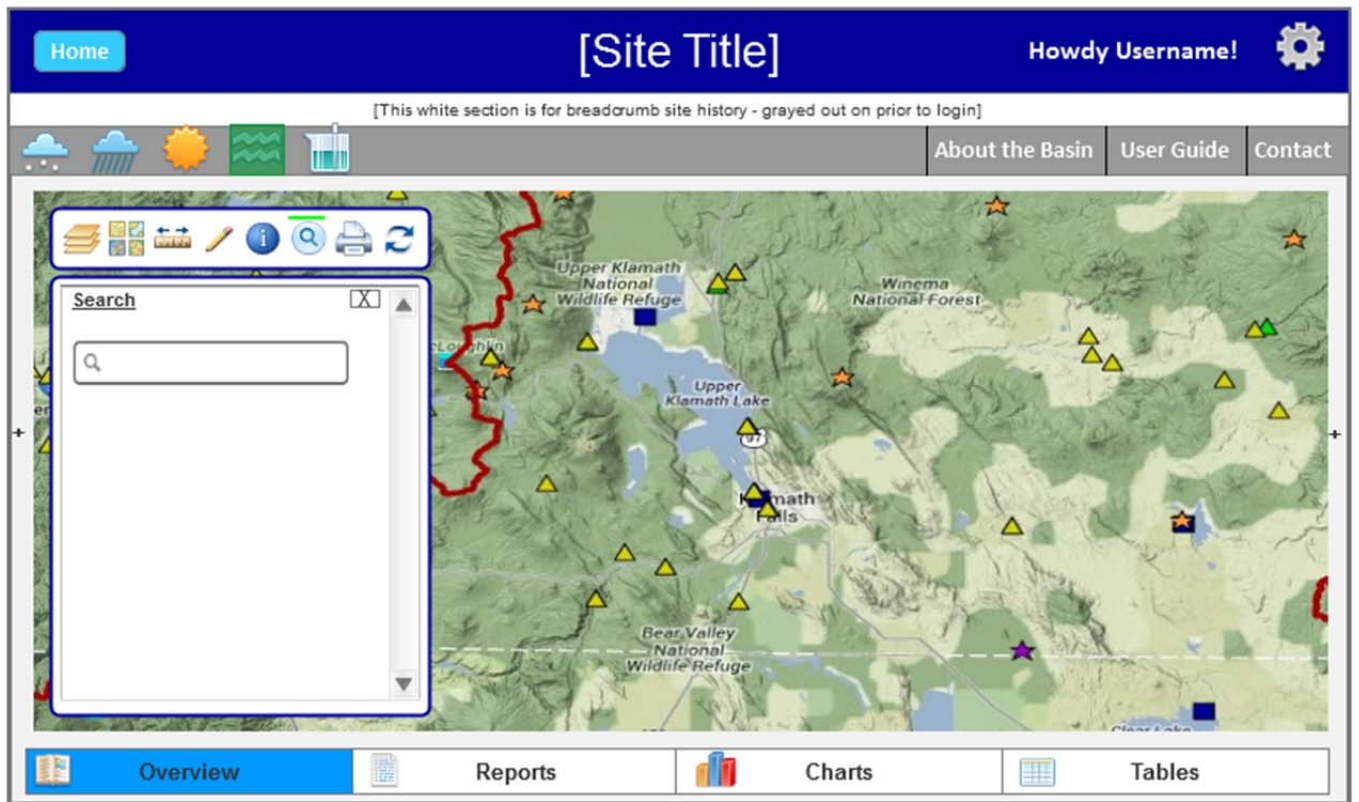 Home
[Site Title]
Howdy Username!
[This white section is for breadcrumb site history - grayed out on prior to login]
About the Basin
User Guide
Contact
Search
X
Upper Klamath
National
Wildlife Refuge
Winema
National Forest
Upper
Klamath Lake
97
Falls
Bear Valley
National
Wildlife Refuge
Clear Lake
+
+
Overview
Reports
Charts
Tables